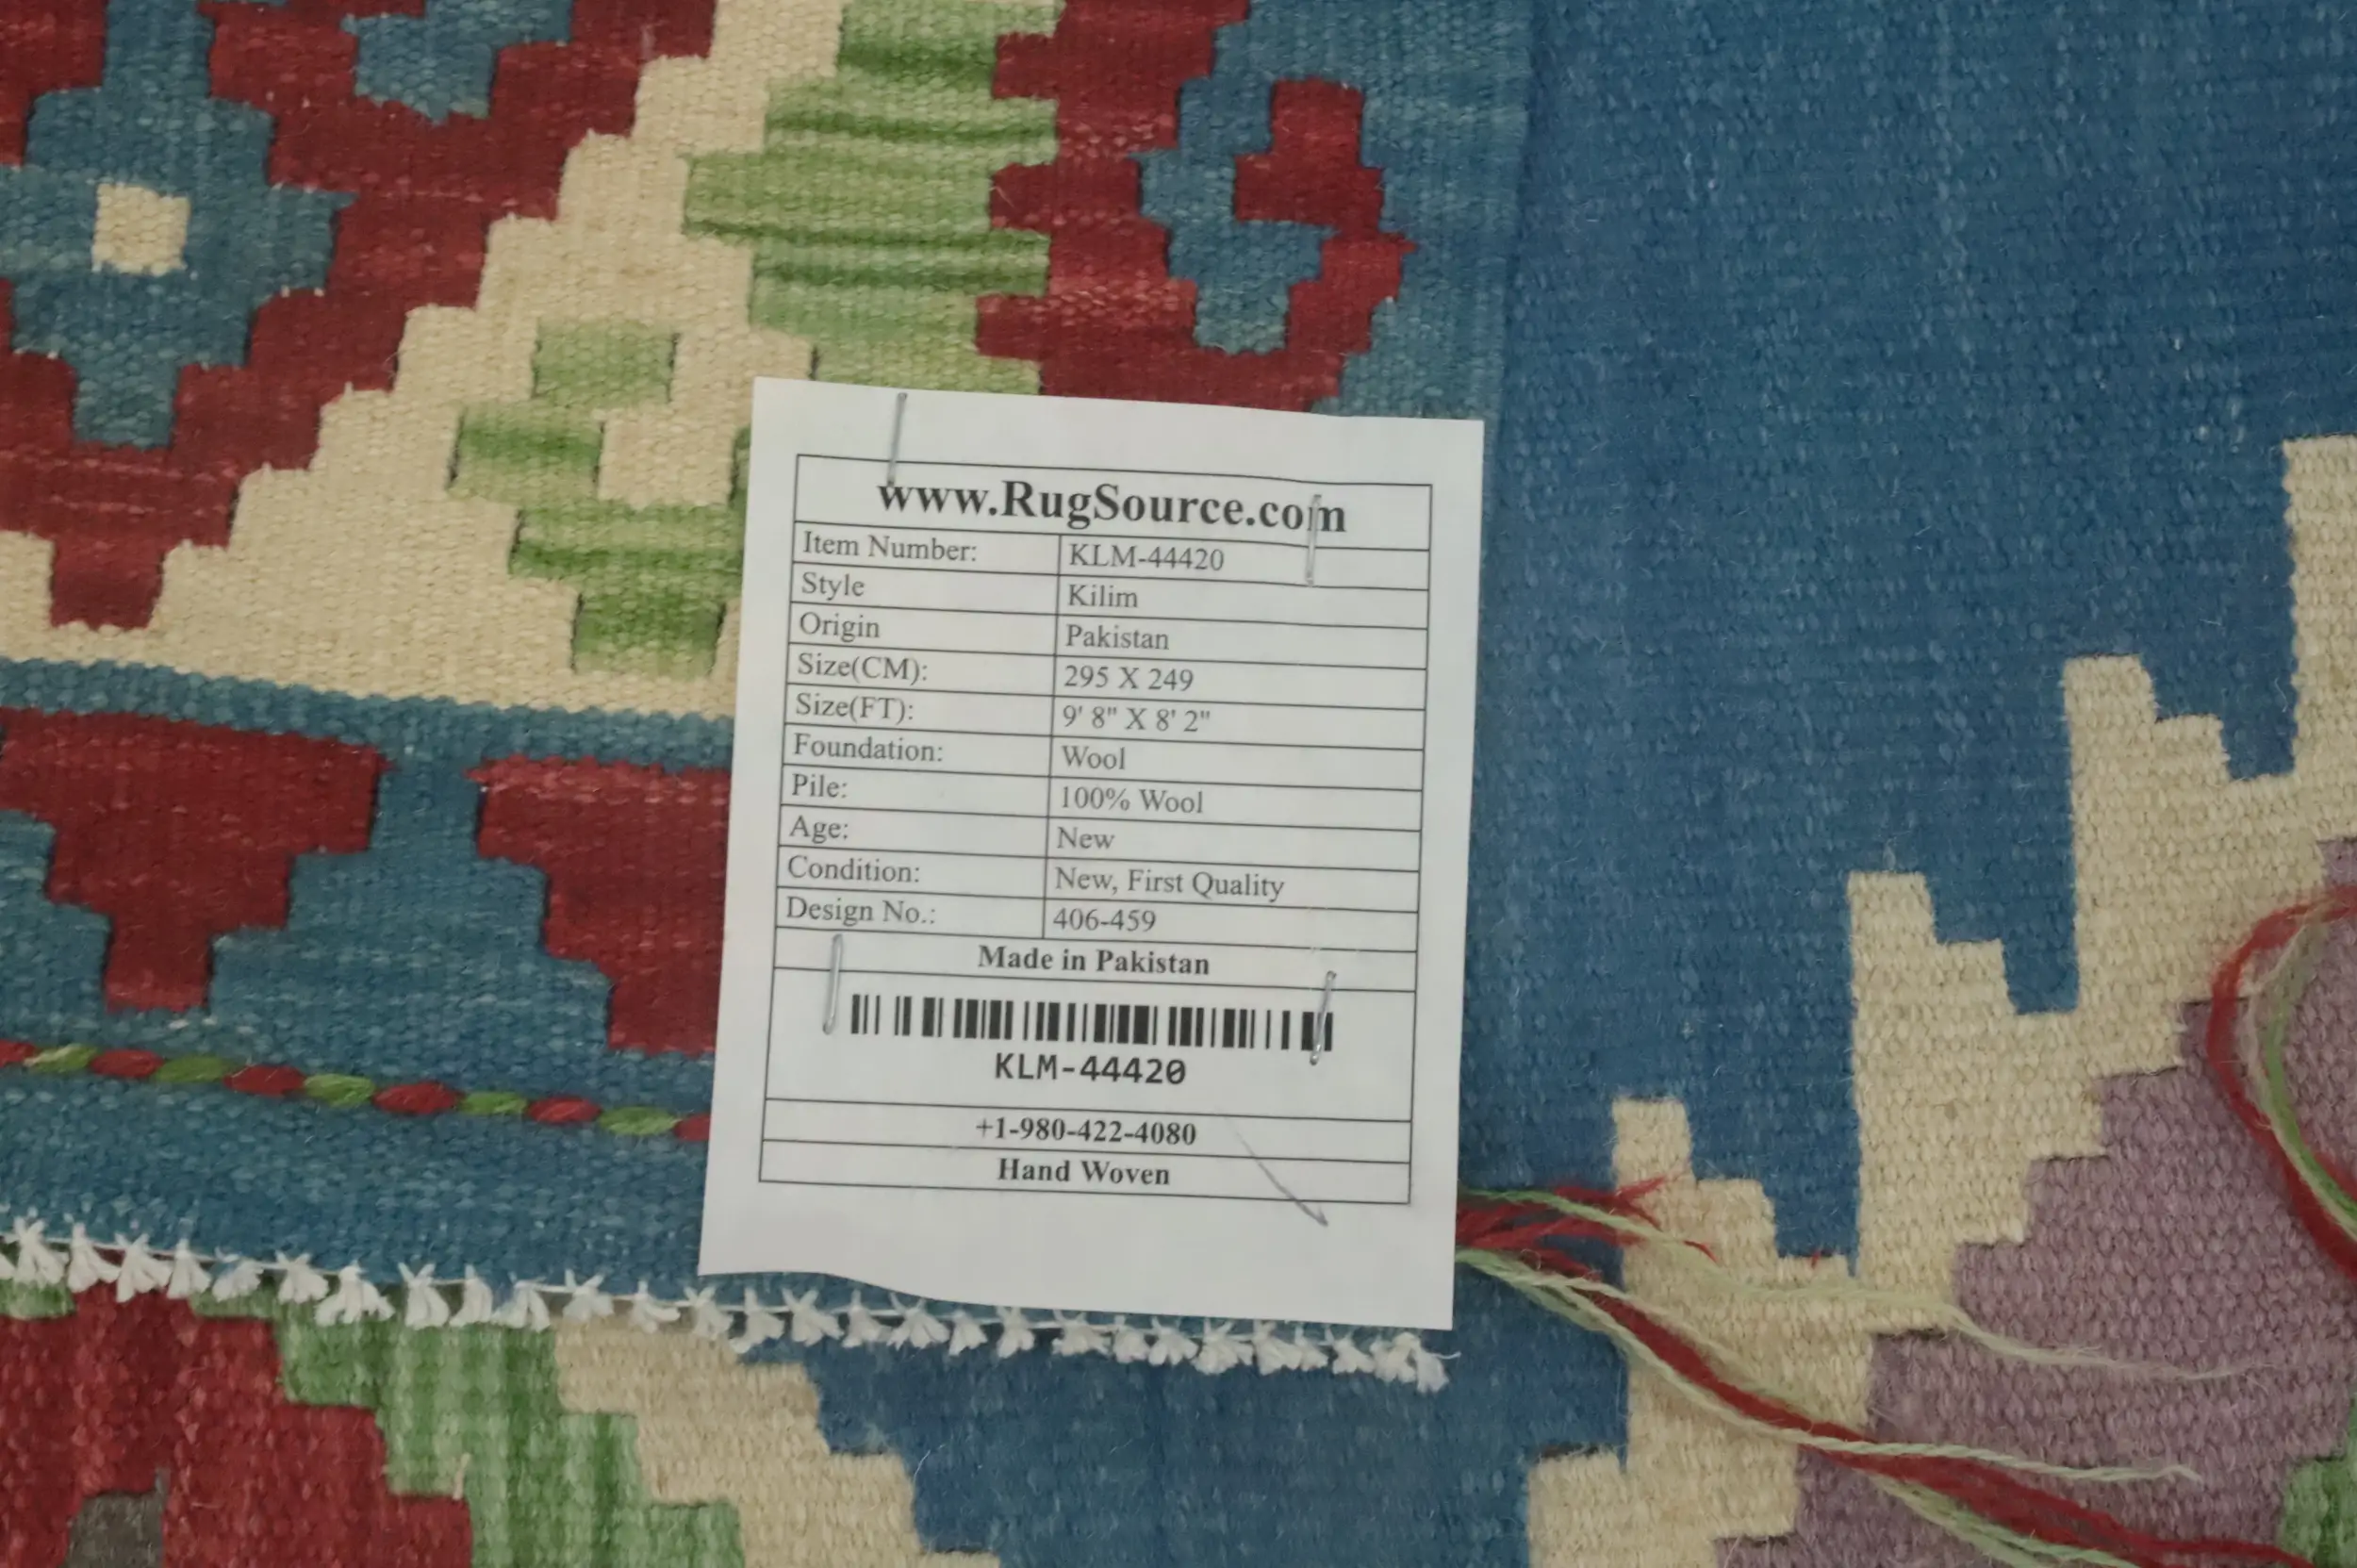 www.RugSource.com
Item Number: KLM-44420
Style Kilim
Origin Pakistan
Size(CM): 295 X 249
Size(FT): 9' 8" X 8' 2"
Foundation: Wool
Pile: 100% Wool
Age: New
Condition: New, First Quality
Design No.: 406-459
Made in Pakistan
KLM-44420
+1-980-422-4080
Hand Woven